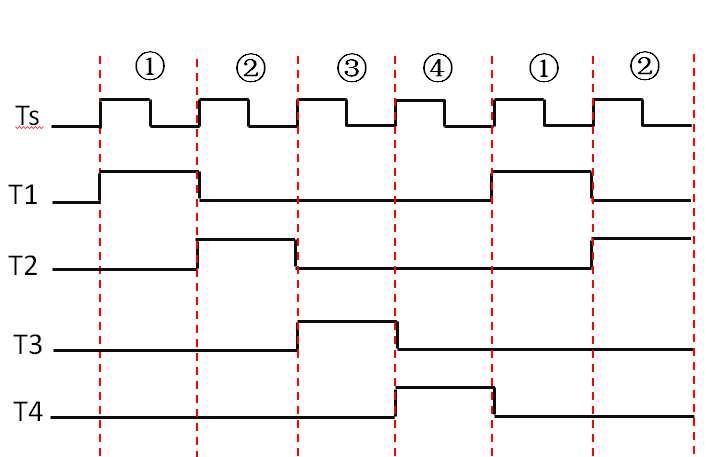 ① ② ③ ④ ① ②
Ts
T1
T2
T3
T4